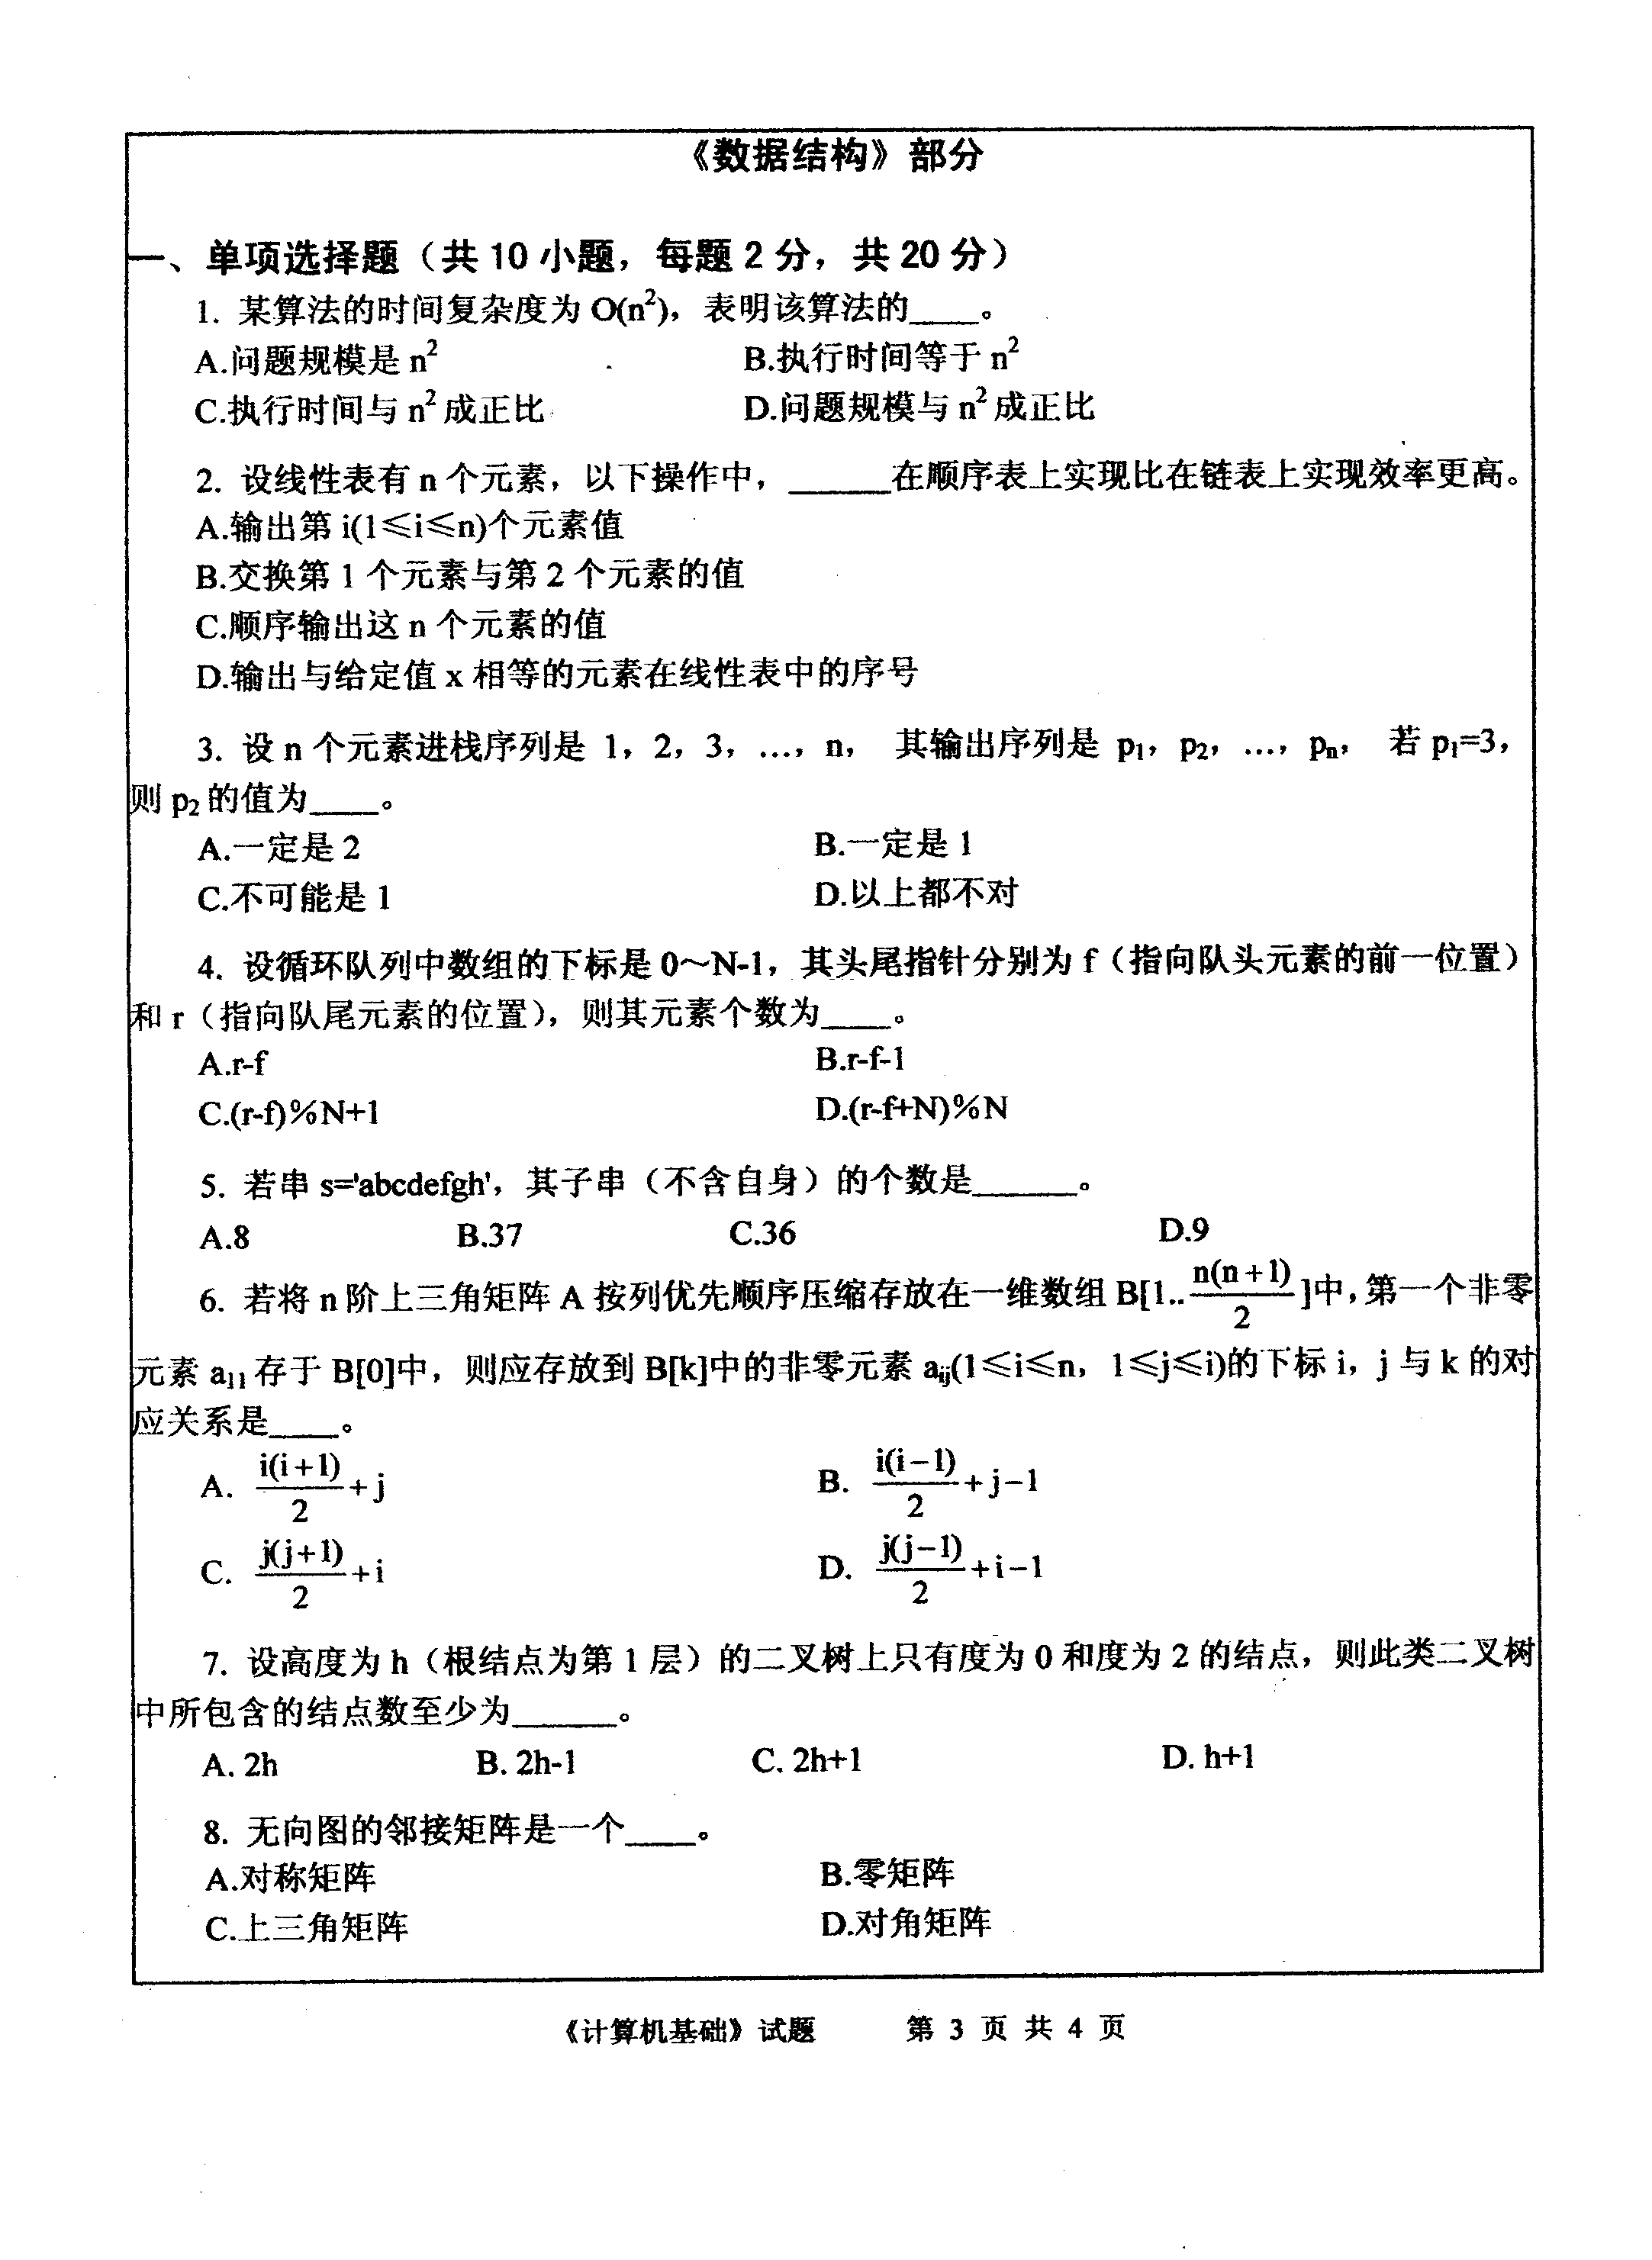 《数据结构》部分
一、单项选择题（共 10 小题，每题 2 分，共 20 分）
1. 某算法的时间复杂度为 O(n²)，表明该算法的____。
A.问题规模是 n² B.执行时间等于 n²
C.执行时间与 n² 成正比 D.问题规模与 n² 成正比
2. 设线性表有 n 个元素，以下操作中，______在顺序表上实现比在链表上实现效率更高。
A.输出第 i(1≤i≤n)个元素值
B.交换第 1 个元素与第 2 个元素的值
C.顺序输出这 n 个元素的值
D.输出与给定值 x 相等的元素在线性表中的序号
3. 设 n 个元素进栈序列是 1，2，3，…，n， 其输出序列是 p₁，p₂，…，pₙ， 若 p₁=3，
则 p₂ 的值为____。
A.一定是 2 B.一定是 1
C.不可能是 1 D.以上都不对
4. 设循环队列中数组的下标是 0～N-1，其头尾指针分别为 f（指向队头元素的前一位置）
和 r（指向队尾元素的位置），则其元素个数为____。
A.r-f B.r-f-1
C.(r-f)%N+1 D.(r-f+N)%N
5. 若串 s='abcdefgh'，其子串（不含自身）的个数是______。
A.8 B.37 C.36 D.9
6. 若将 n 阶上三角矩阵 A 按列优先顺序压缩存放在一维数组 B[1..n(n+1)/2]中，第一个非零
元素 a₁₁ 存于 B[0]中，则应存放到 B[k]中的非零元素 aᵢⱼ(1≤i≤n，1≤j≤i)的下标 i，j 与 k 的对
应关系是____。
A. i(i+1)/2+j B. i(i-1)/2+j-1
C. j(j+1)/2+i D. j(j-1)/2+i-1
7. 设高度为 h（根结点为第 1 层）的二叉树上只有度为 0 和度为 2 的结点，则此类二叉树
中所包含的结点数至少为______。
A. 2h B. 2h-1 C. 2h+1 D. h+1
8. 无向图的邻接矩阵是一个____。
A.对称矩阵 B.零矩阵
C.上三角矩阵 D.对角矩阵
《计算机基础》试题 第 3 页 共 4 页